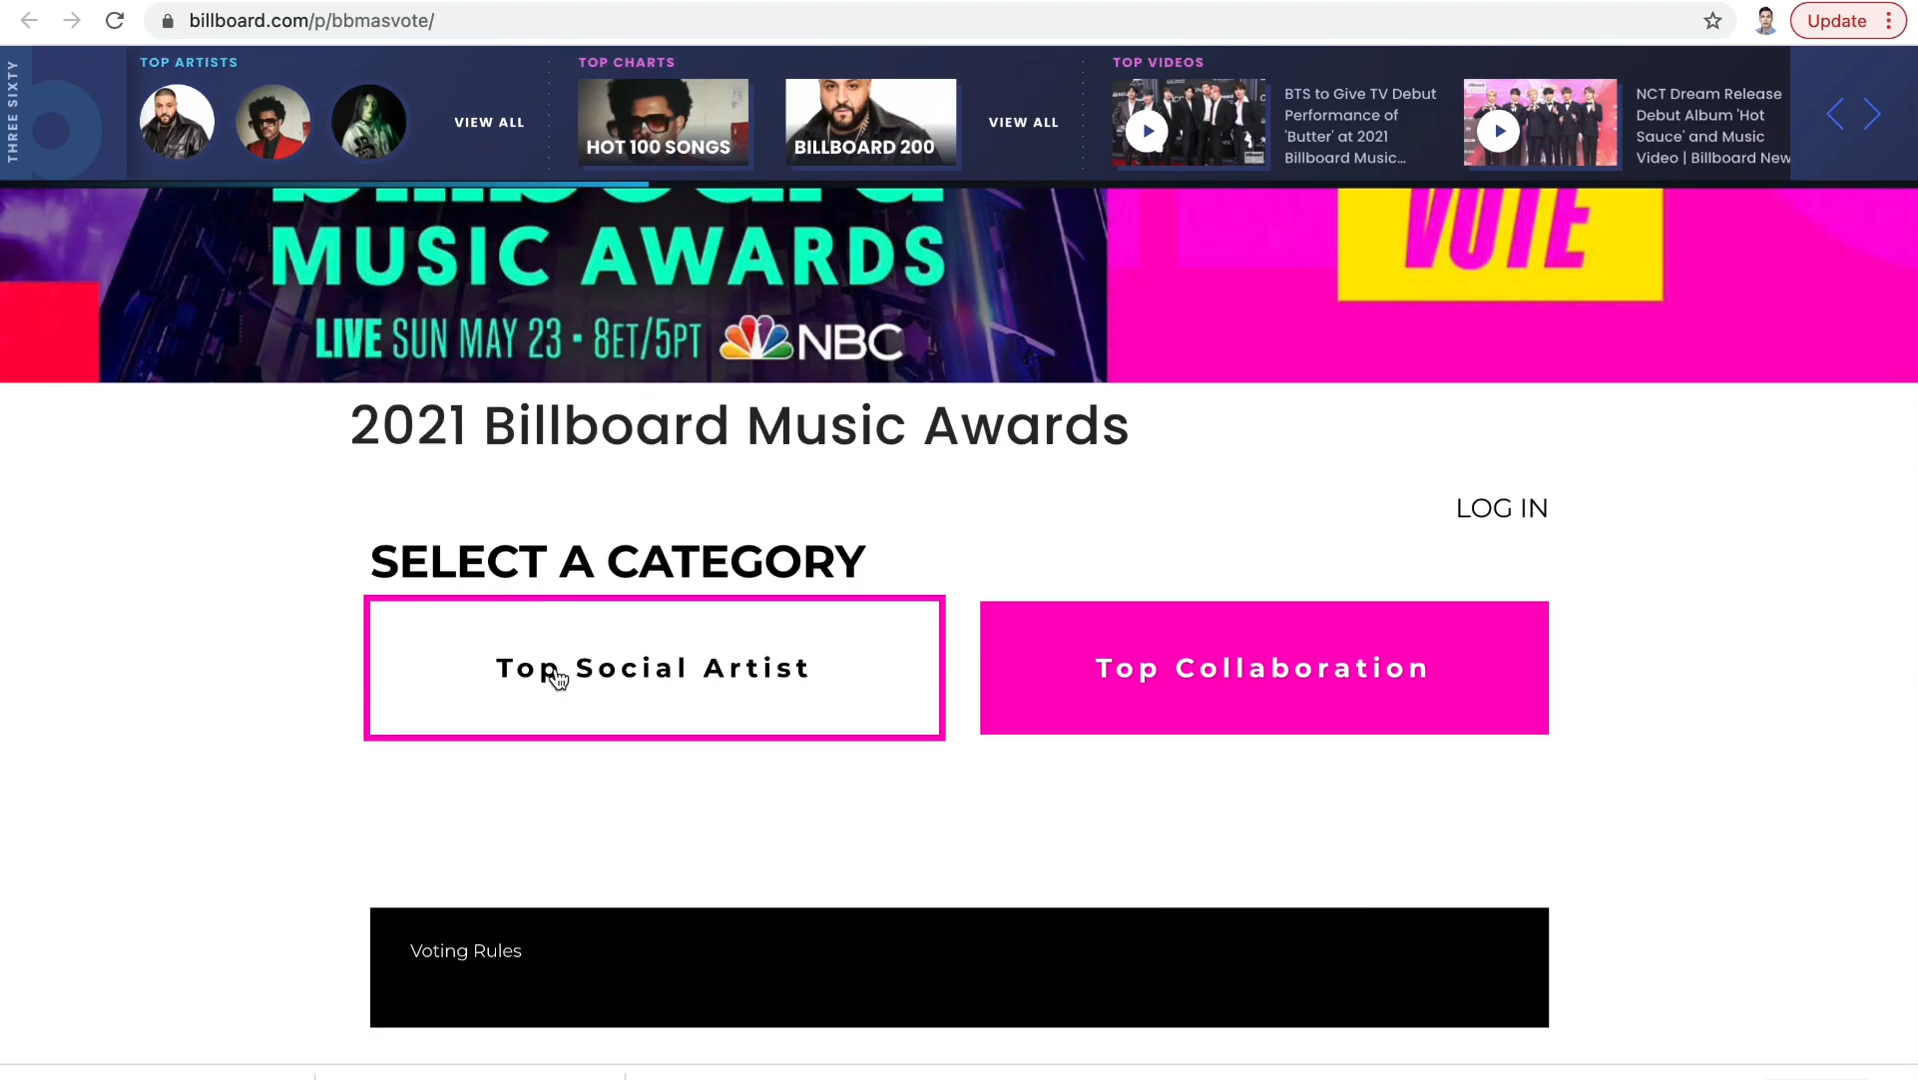 billboard.com/p/bbmasvote/
Update
THREE SIXTY
TOP ARTISTS
VIEW ALL
TOP CHARTS
HOT 100 SONGS
BILLBOARD 200
VIEW ALL
TOP VIDEOS
BTS to Give TV Debut
Performance of
'Butter' at 2021
Billboard Music...
NCT Dream Release
Debut Album 'Hot
Sauce' and Music
Video | Billboard New
billboard
MUSIC AWARDS
LIVE SUN MAY 23 • 8ET/5PT NBC
VOTE
2021 Billboard Music Awards
LOG IN
SELECT A CATEGORY
Top Social Artist
Top Collaboration
Voting Rules